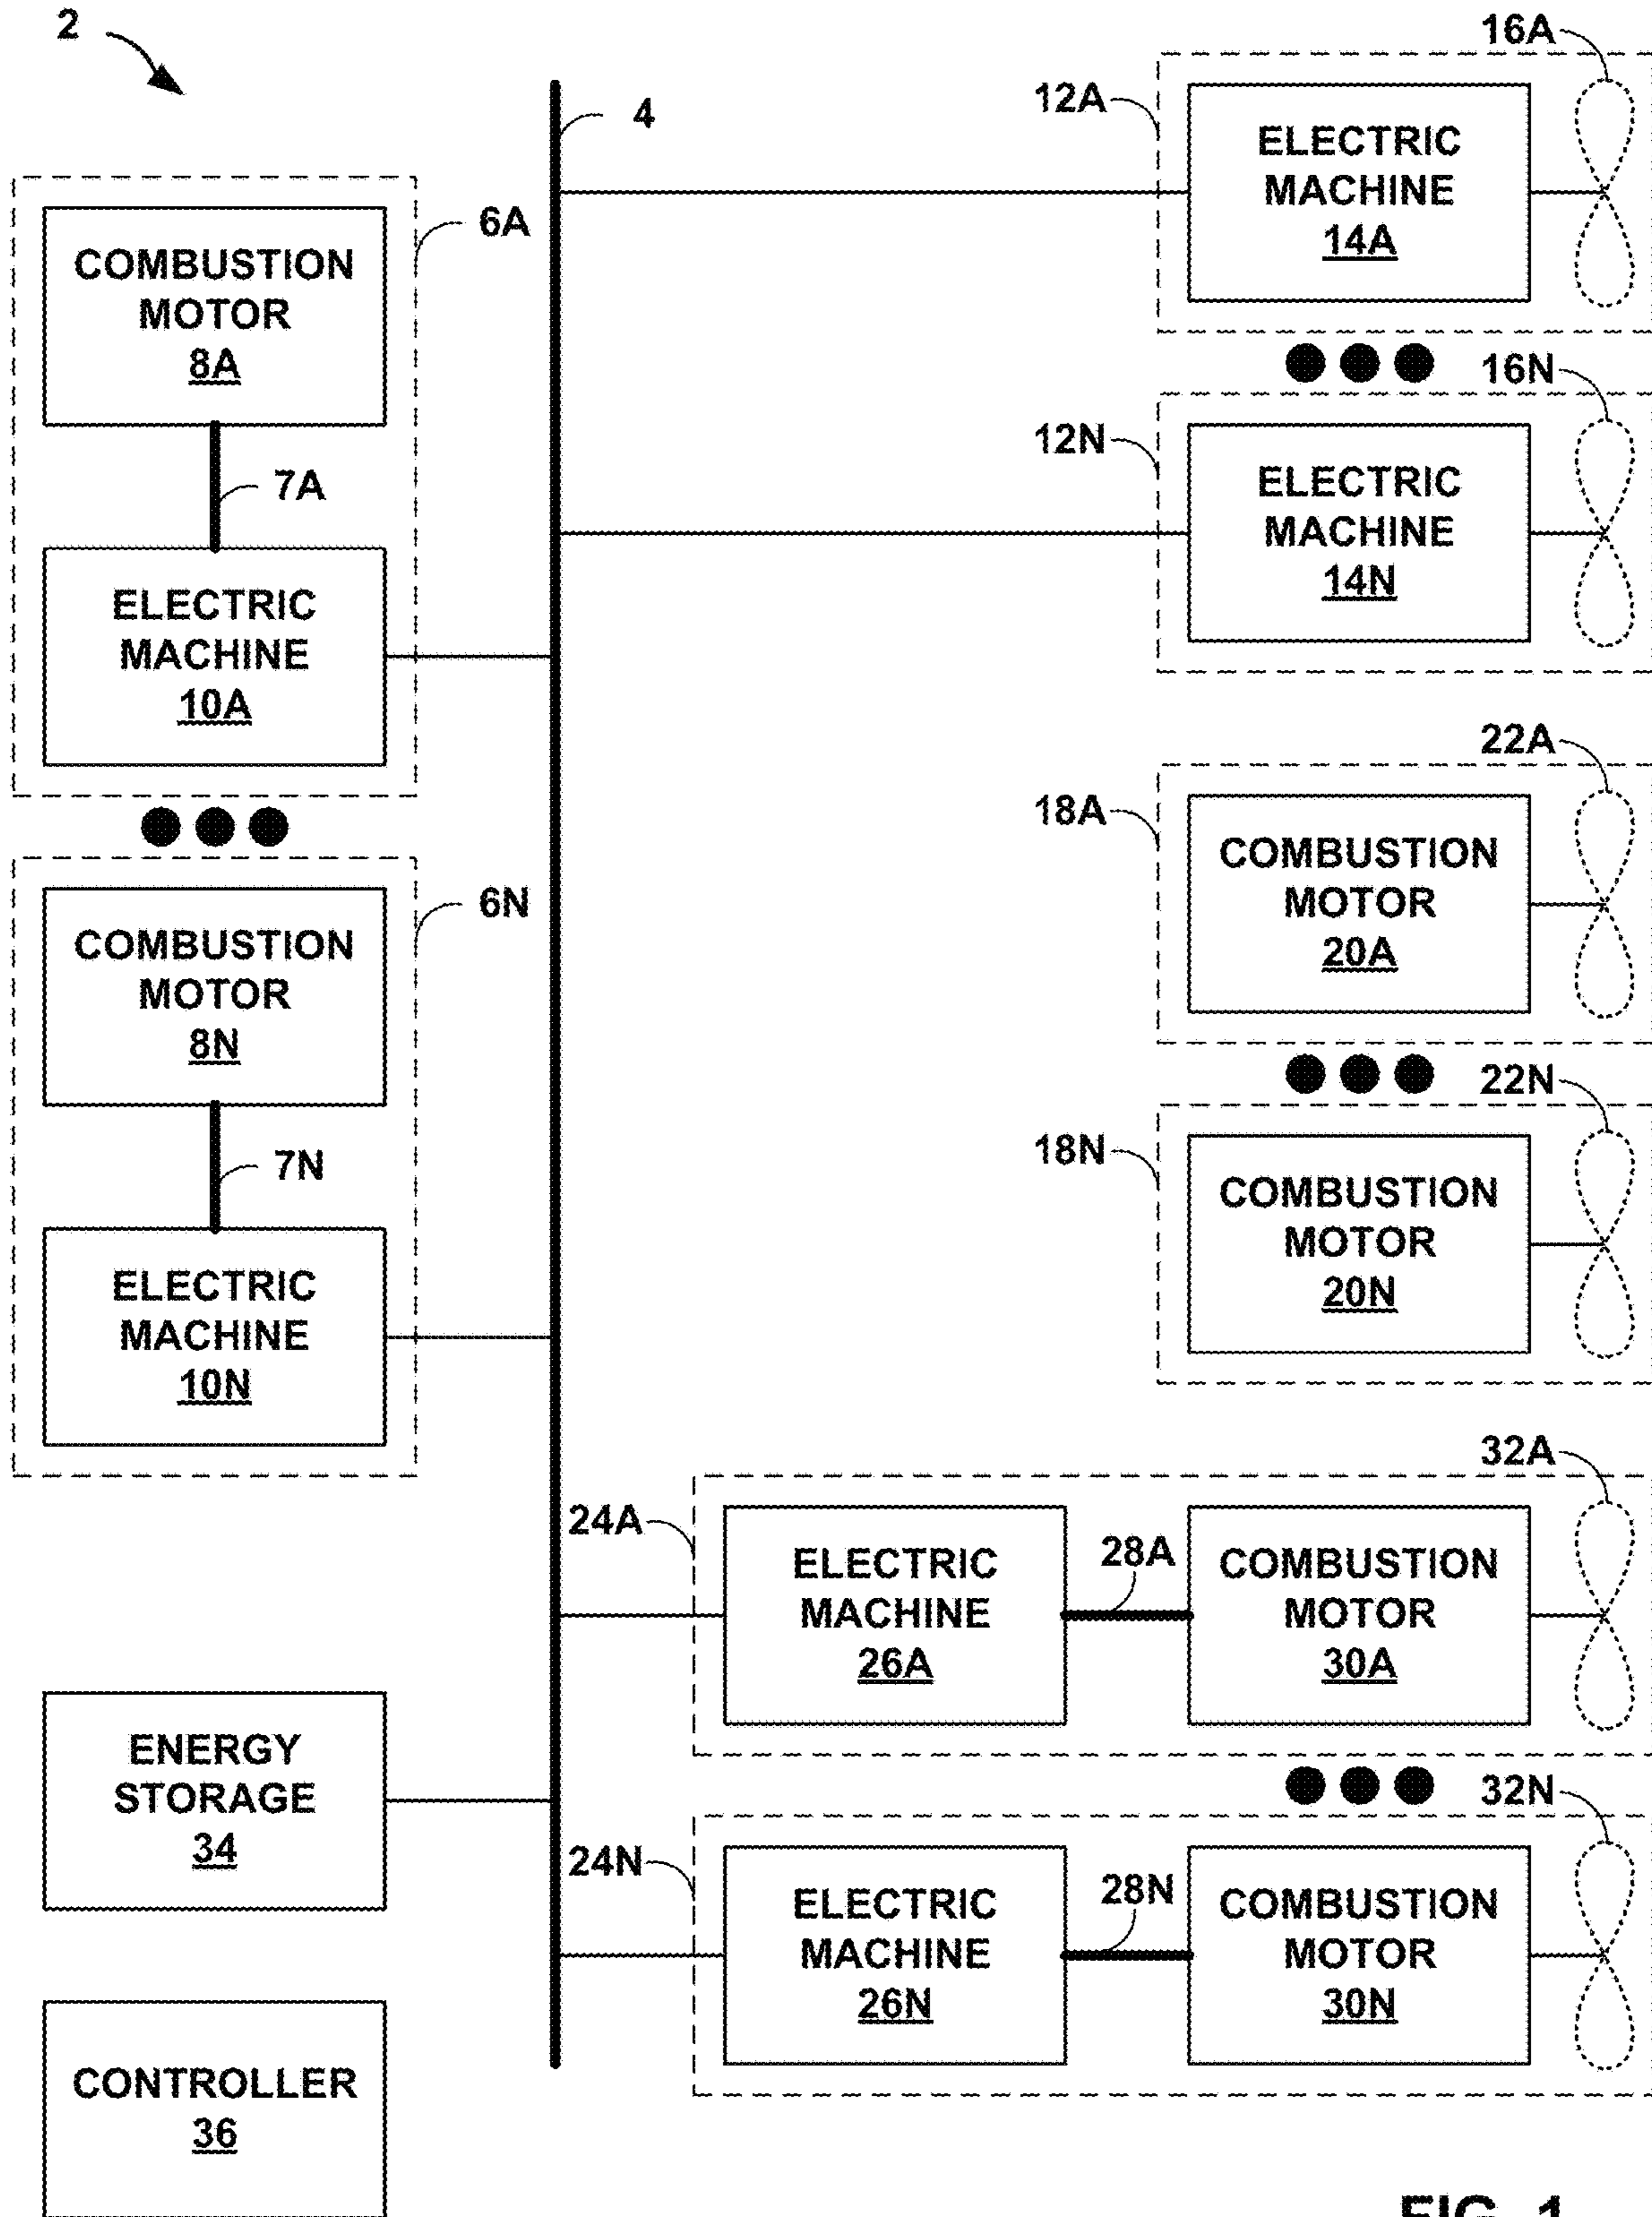 2
4
6A
COMBUSTION
MOTOR
8A
7A
ELECTRIC
MACHINE
10A
6N
COMBUSTION
MOTOR
8N
7N
ELECTRIC
MACHINE
10N
ENERGY
STORAGE
34
CONTROLLER
36
16A
12A
ELECTRIC
MACHINE
14A
16N
12N
ELECTRIC
MACHINE
14N
22A
18A
COMBUSTION
MOTOR
20A
22N
18N
COMBUSTION
MOTOR
20N
32A
24A
ELECTRIC
MACHINE
26A
28A
COMBUSTION
MOTOR
30A
32N
24N
ELECTRIC
MACHINE
26N
28N
COMBUSTION
MOTOR
30N
FIG. 1